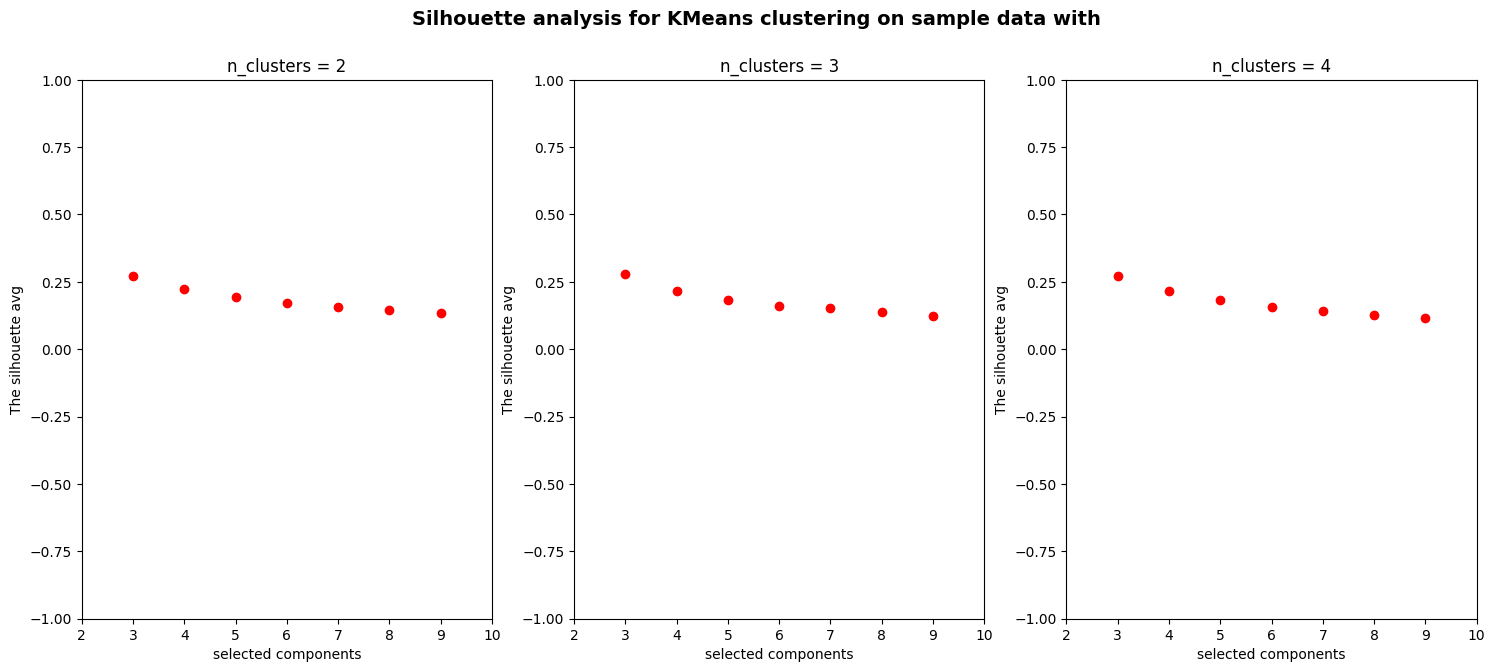 Silhouette analysis for KMeans clustering on sample data with
n_clusters = 2
1.00
0.75
0.50
0.25
0.00
−0.25
−0.50
−0.75
−1.00
The silhouette avg
2 3 4 5 6 7 8 9 10
selected components
n_clusters = 3
1.00
0.75
0.50
0.25
0.00
−0.25
−0.50
−0.75
−1.00
The silhouette avg
2 3 4 5 6 7 8 9 10
selected components
n_clusters = 4
1.00
0.75
0.50
0.25
0.00
−0.25
−0.50
−0.75
−1.00
The silhouette avg
2 3 4 5 6 7 8 9 10
selected components